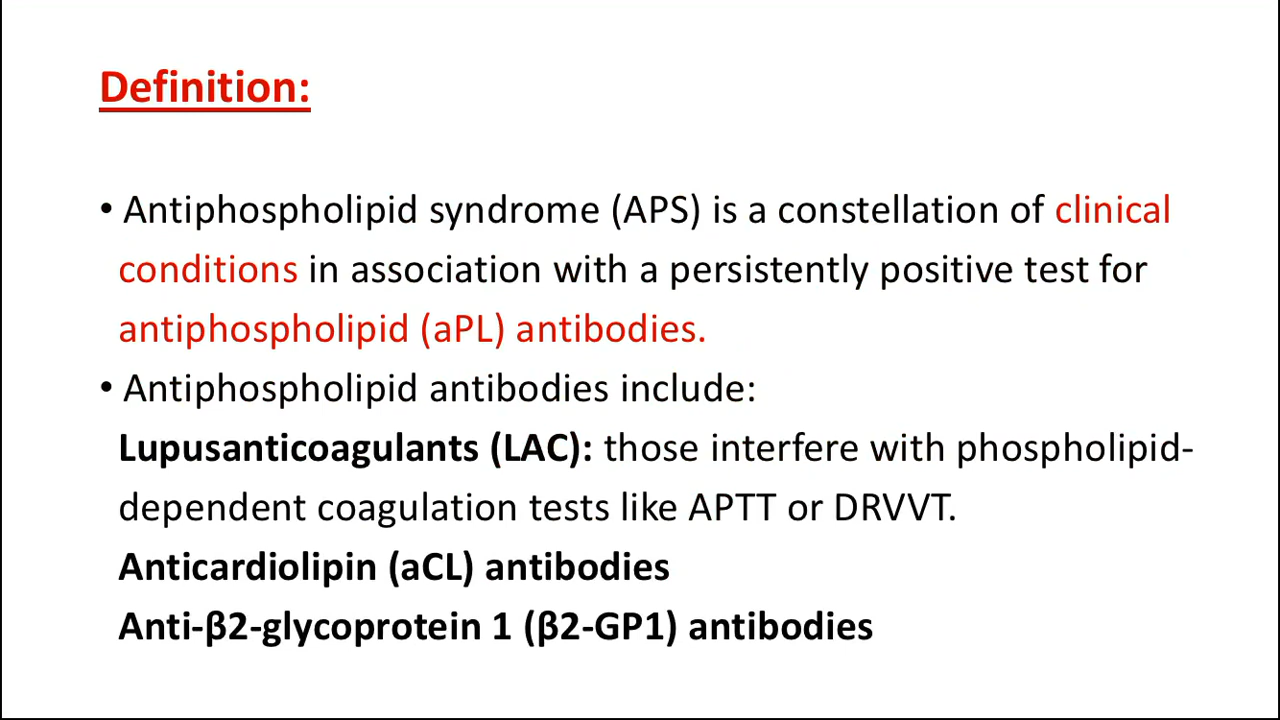 Definition:
• Antiphospholipid syndrome (APS) is a constellation of clinical
conditions in association with a persistently positive test for
antiphospholipid (aPL) antibodies.
• Antiphospholipid antibodies include:
Lupusanticoagulants (LAC): those interfere with phospholipid-
dependent coagulation tests like APTT or DRVVT.
Anticardiolipin (aCL) antibodies
Anti-β2-glycoprotein 1 (β2-GP1) antibodies